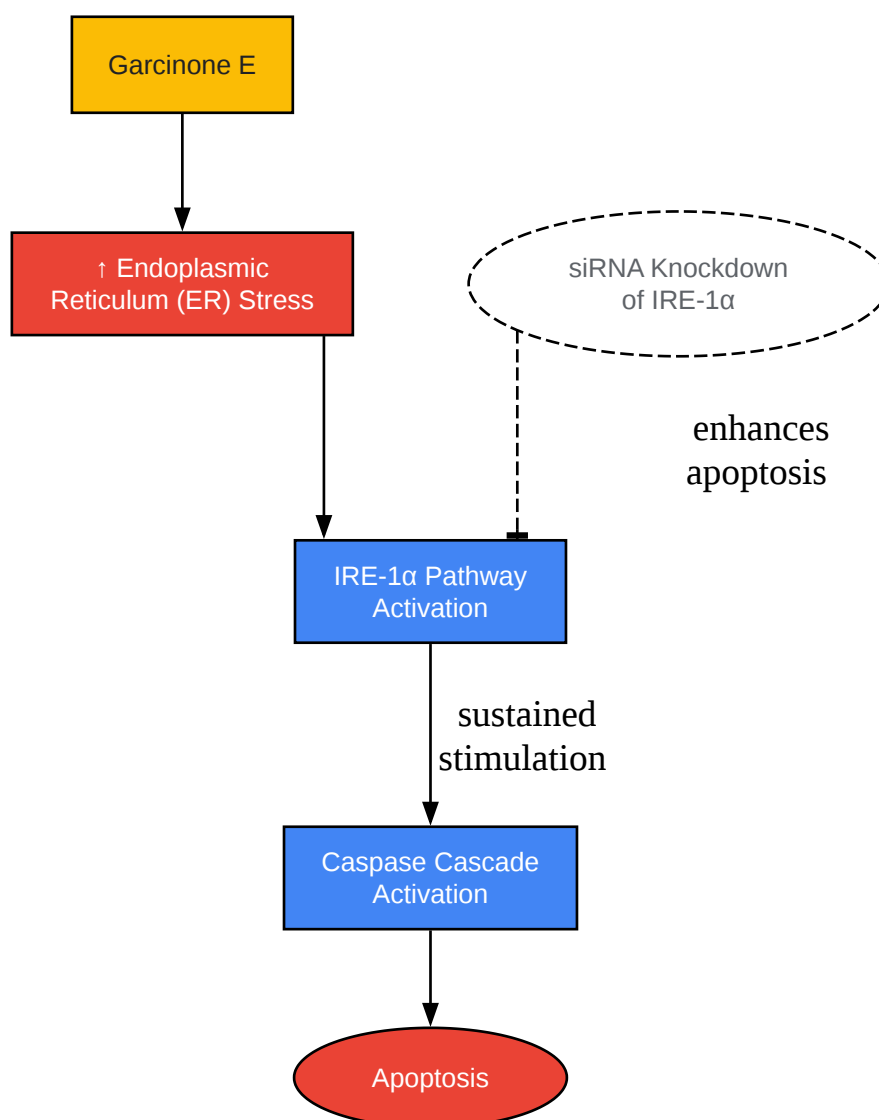 Garcinone E
↑ Endoplasmic
Reticulum (ER) Stress
siRNA Knockdown
of IRE-1α
enhances
apoptosis
IRE-1α Pathway
Activation
sustained
stimulation
Caspase Cascade
Activation
Apoptosis